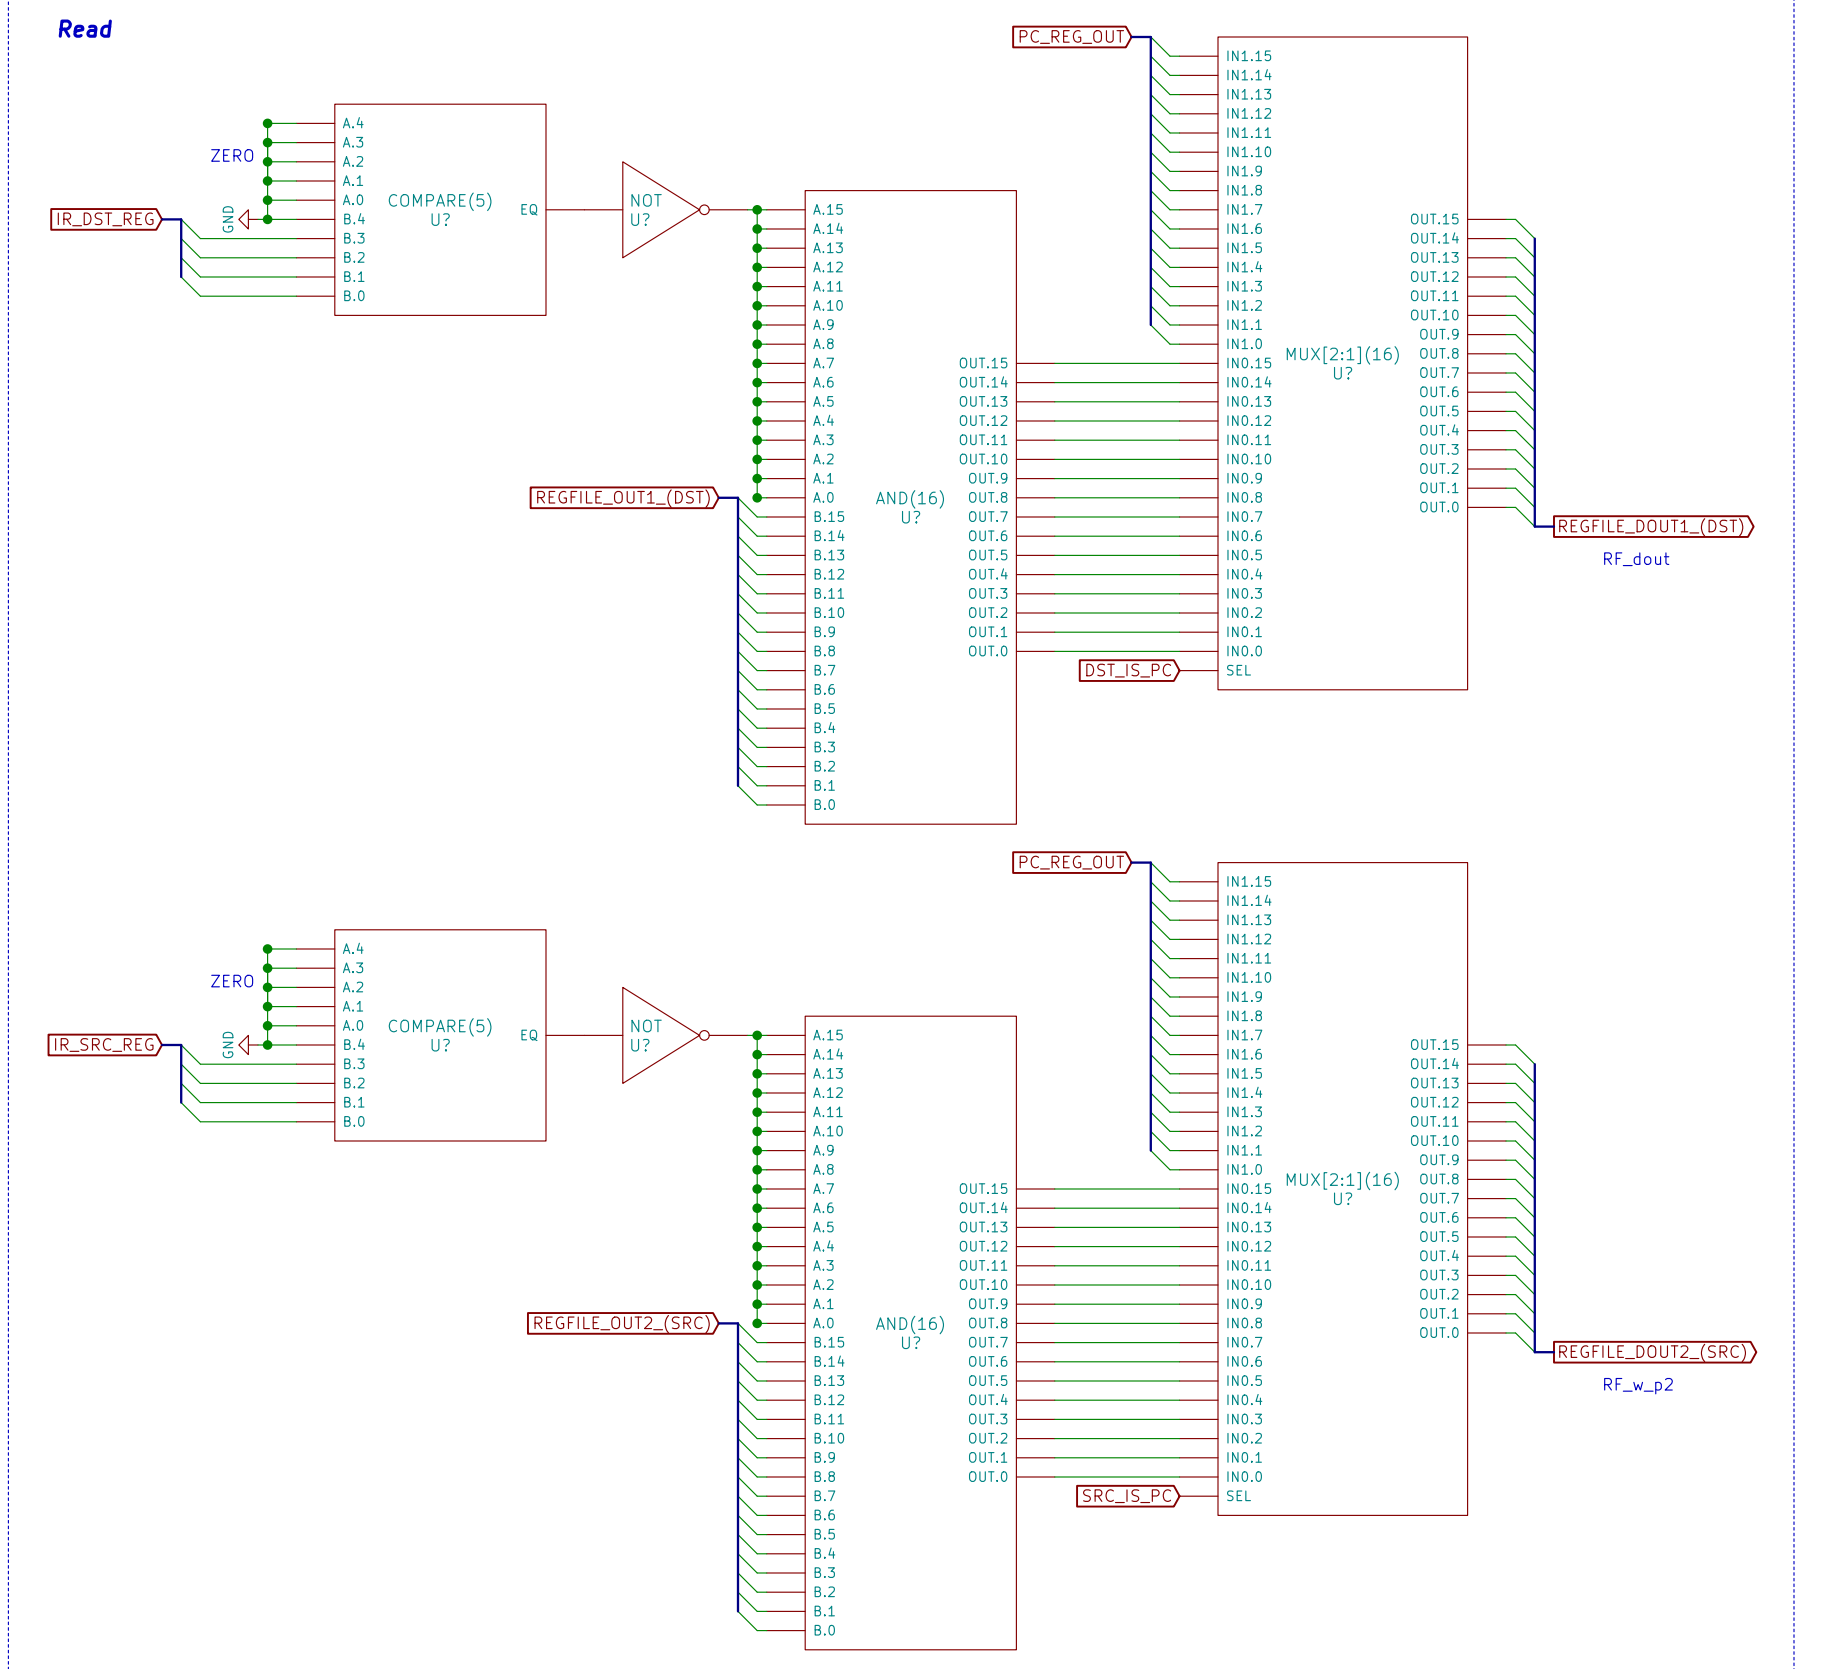 Read
PC_REG_OUT
IN1.15
IN1.14
IN1.13
IN1.12
IN1.11
IN1.10
IN1.9
IN1.8
IN1.7
IN1.6
IN1.5
IN1.4
IN1.3
IN1.2
IN1.1
IN1.0
IN0.15
IN0.14
IN0.13
IN0.12
IN0.11
IN0.10
IN0.9
IN0.8
IN0.7
IN0.6
IN0.5
IN0.4
IN0.3
IN0.2
IN0.1
IN0.0
SEL
MUX[2:1](16)
U?
OUT.15
OUT.14
OUT.13
OUT.12
OUT.11
OUT.10
OUT.9
OUT.8
OUT.7
OUT.6
OUT.5
OUT.4
OUT.3
OUT.2
OUT.1
OUT.0
REGFILE_DOUT1_(DST)
RF_dout
DST_IS_PC
ZERO
GND
IR_DST_REG
A.4
A.3
A.2
A.1
A.0
B.4
B.3
B.2
B.1
B.0
COMPARE(5)
U?
EQ
NOT
U?
A.15
A.14
A.13
A.12
A.11
A.10
A.9
A.8
A.7
A.6
A.5
A.4
A.3
A.2
A.1
A.0
B.15
B.14
B.13
B.12
B.11
B.10
B.9
B.8
B.7
B.6
B.5
B.4
B.3
B.2
B.1
B.0
REGFILE_OUT1_(DST)
AND(16)
U?
OUT.15
OUT.14
OUT.13
OUT.12
OUT.11
OUT.10
OUT.9
OUT.8
OUT.7
OUT.6
OUT.5
OUT.4
OUT.3
OUT.2
OUT.1
OUT.0
PC_REG_OUT
IN1.15
IN1.14
IN1.13
IN1.12
IN1.11
IN1.10
IN1.9
IN1.8
IN1.7
IN1.6
IN1.5
IN1.4
IN1.3
IN1.2
IN1.1
IN1.0
IN0.15
IN0.14
IN0.13
IN0.12
IN0.11
IN0.10
IN0.9
IN0.8
IN0.7
IN0.6
IN0.5
IN0.4
IN0.3
IN0.2
IN0.1
IN0.0
SEL
MUX[2:1](16)
U?
OUT.15
OUT.14
OUT.13
OUT.12
OUT.11
OUT.10
OUT.9
OUT.8
OUT.7
OUT.6
OUT.5
OUT.4
OUT.3
OUT.2
OUT.1
OUT.0
REGFILE_DOUT2_(SRC)
RF_w_p2
SRC_IS_PC
ZERO
GND
IR_SRC_REG
A.4
A.3
A.2
A.1
A.0
B.4
B.3
B.2
B.1
B.0
COMPARE(5)
U?
EQ
NOT
U?
A.15
A.14
A.13
A.12
A.11
A.10
A.9
A.8
A.7
A.6
A.5
A.4
A.3
A.2
A.1
A.0
B.15
B.14
B.13
B.12
B.11
B.10
B.9
B.8
B.7
B.6
B.5
B.4
B.3
B.2
B.1
B.0
REGFILE_OUT2_(SRC)
AND(16)
U?
OUT.15
OUT.14
OUT.13
OUT.12
OUT.11
OUT.10
OUT.9
OUT.8
OUT.7
OUT.6
OUT.5
OUT.4
OUT.3
OUT.2
OUT.1
OUT.0